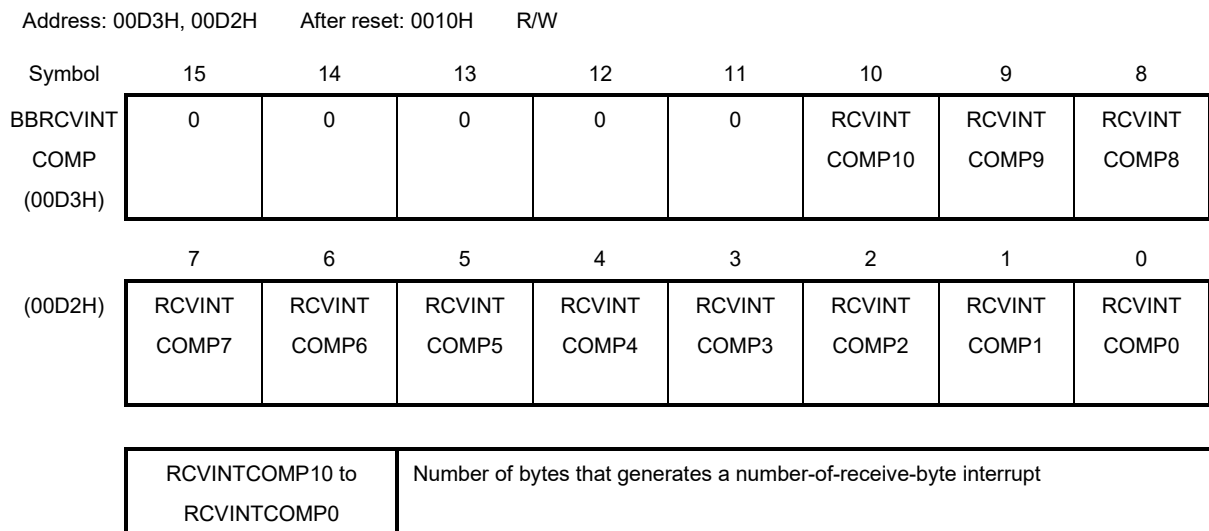 Address: 00D3H, 00D2H After reset: 0010H R/W
Symbol 15 14 13 12 11 10 9 8
BBRCVINT 0 0 0 0 0 RCVINT RCVINT RCVINT
COMP COMP10 COMP9 COMP8
(00D3H)
7 6 5 4 3 2 1 0
(00D2H) RCVINT RCVINT RCVINT RCVINT RCVINT RCVINT RCVINT RCVINT
COMP7 COMP6 COMP5 COMP4 COMP3 COMP2 COMP1 COMP0
RCVINTCOMP10 to Number of bytes that generates a number-of-receive-byte interrupt
RCVINTCOMP0